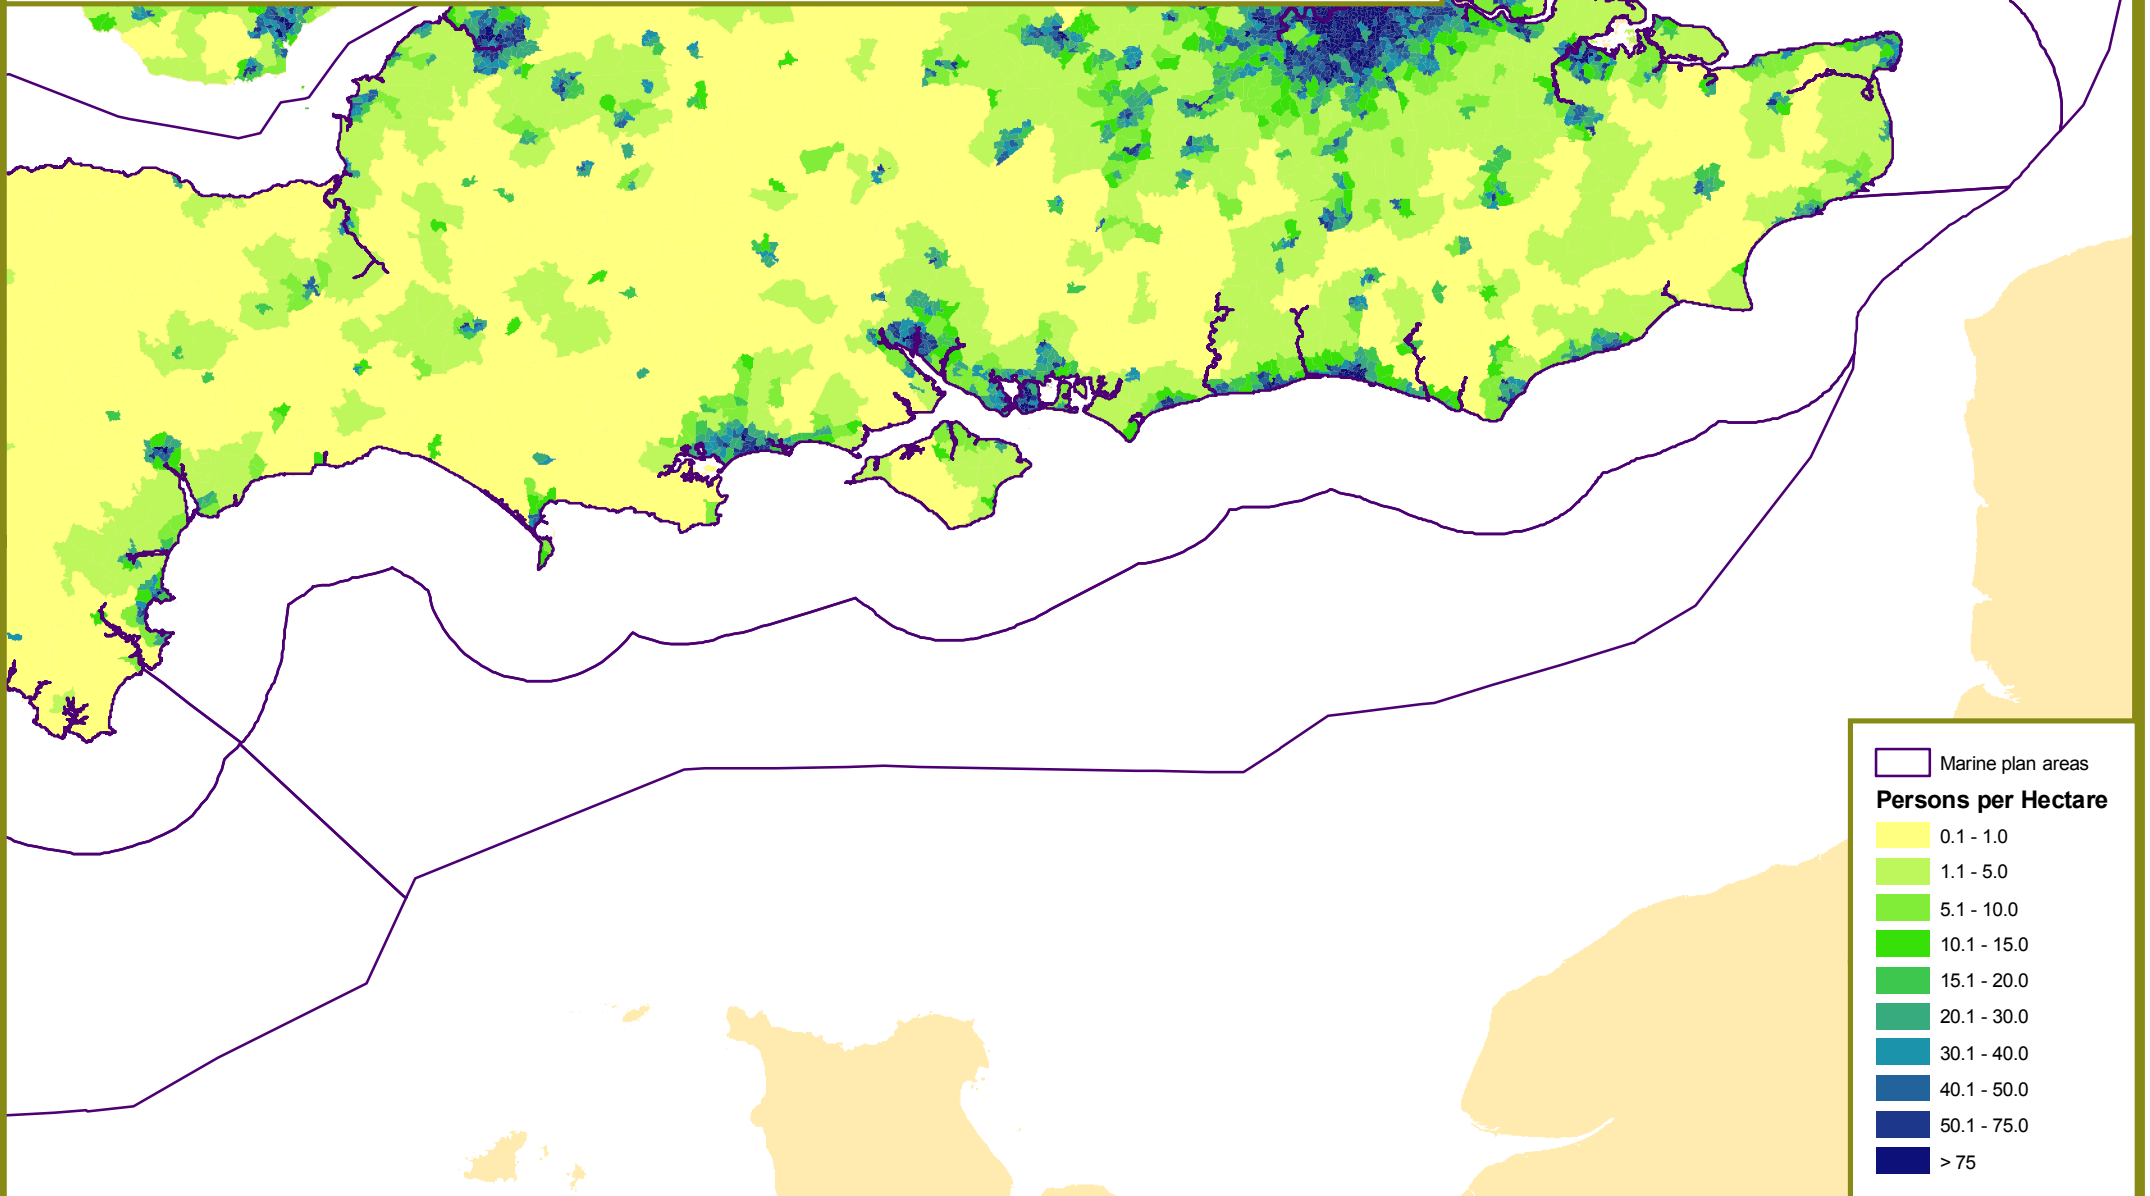 Marine plan areas
Persons per Hectare
0.1 - 1.0
1.1 - 5.0
5.1 - 10.0
10.1 - 15.0
15.1 - 20.0
20.1 - 30.0
30.1 - 40.0
40.1 - 50.0
50.1 - 75.0
> 75